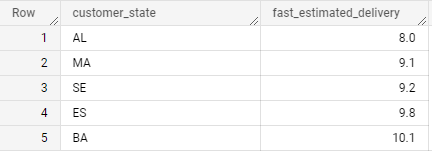 Row customer_state fast_estimated_delivery
1 AL 8.0
2 MA 9.1
3 SE 9.2
4 ES 9.8
5 BA 10.1